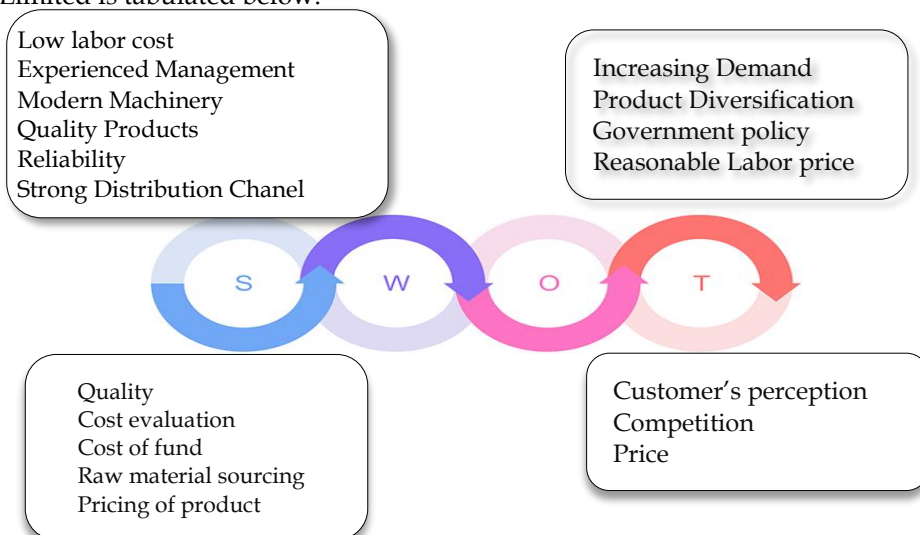 Limited is tabulated below:
Low labor cost
Experienced Management
Modern Machinery
Quality Products
Reliability
Strong Distribution Chanel
Increasing Demand
Product Diversification
Government policy
Reasonable Labor price
S W O T
Quality
Cost evaluation
Cost of fund
Raw material sourcing
Pricing of product
Customer's perception
Competition
Price